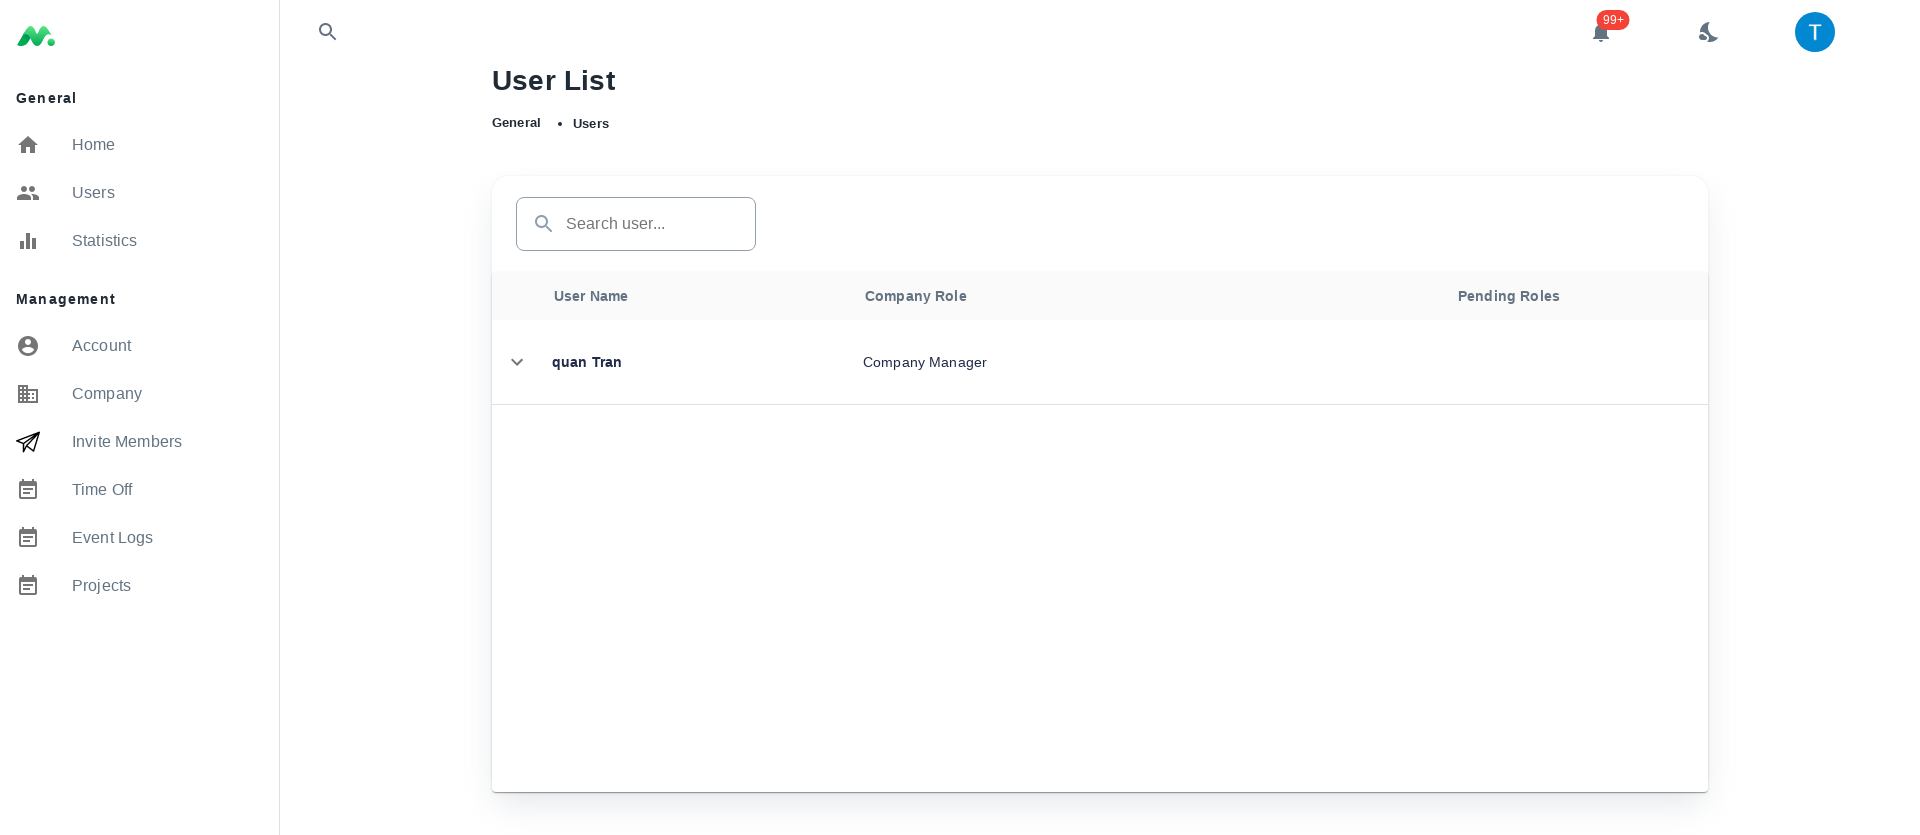 99+
T
General
Home
Users
Statistics
Management
Account
Company
Invite Members
Time Off
Event Logs
Projects
User List
General • Users
Search user...
User Name Company Role Pending Roles
quan Tran Company Manager